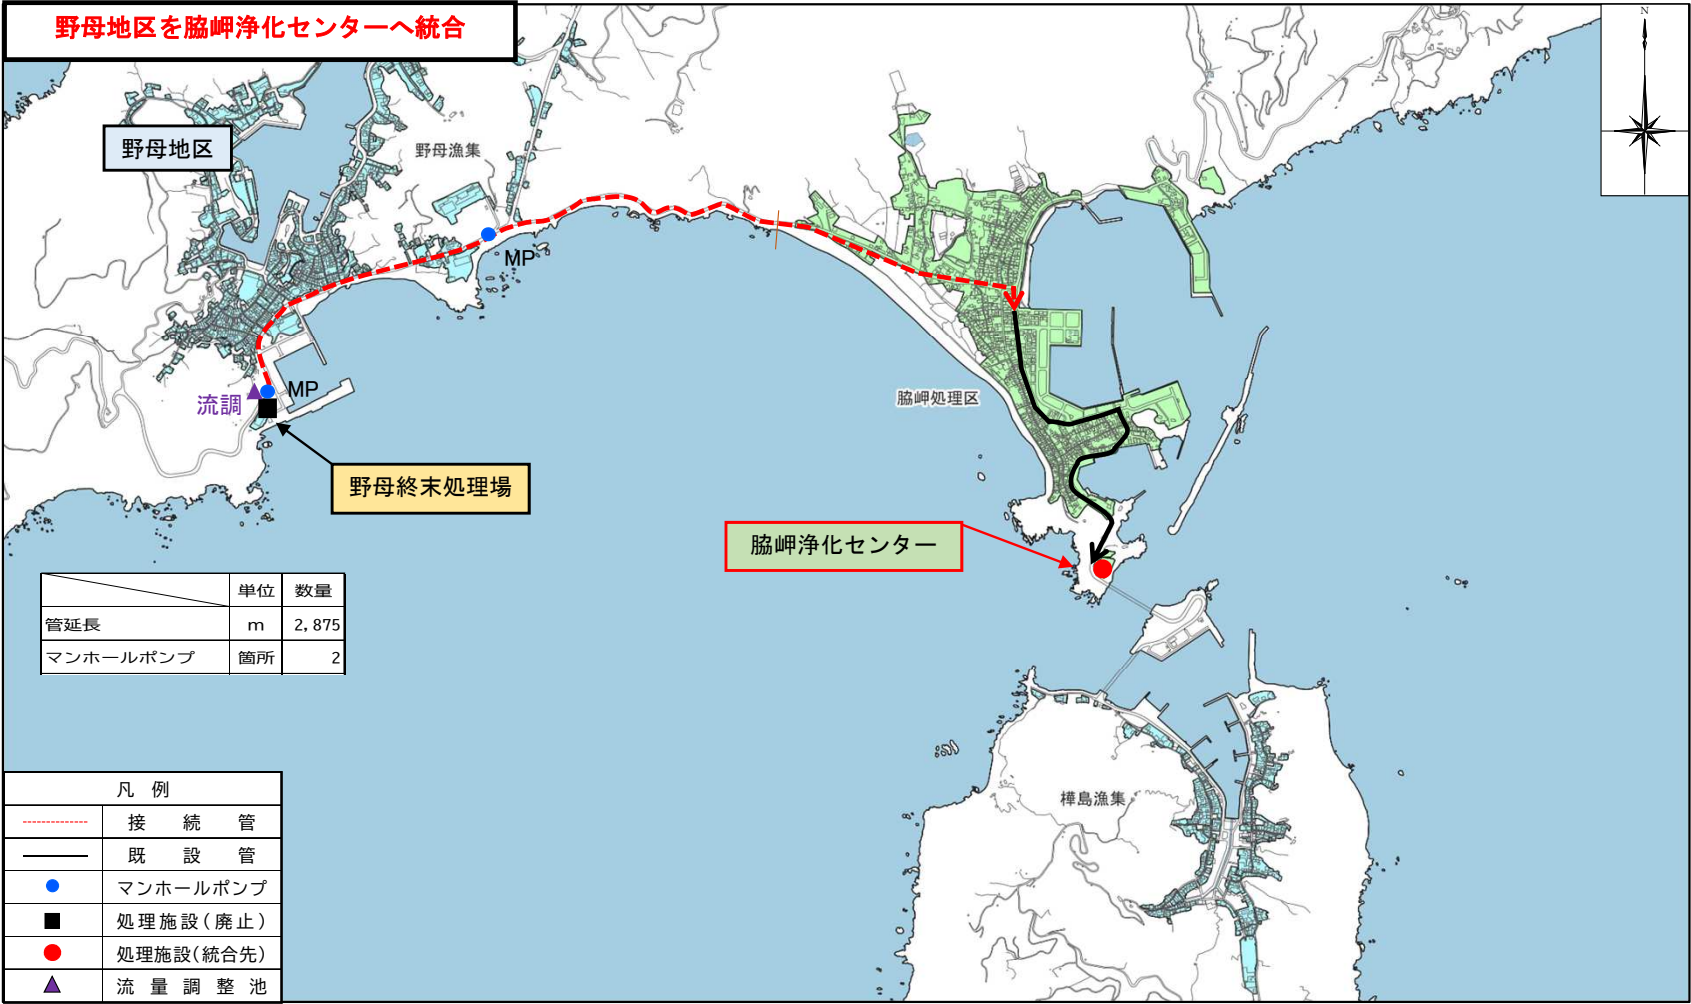 野母地区を脇岬浄化センターへ統合
N
野母地区
野母漁集
MP
MP
流調
脇岬処理区
野母終末処理場
脇岬浄化センター
単位 数量
管延長 m 2,875
マンホールポンプ 箇所 2
樺島漁集
凡 例
接 続 管
既 設 管
マンホールポンプ
処理施設(廃止)
処理施設(統合先)
流 量 調 整 池